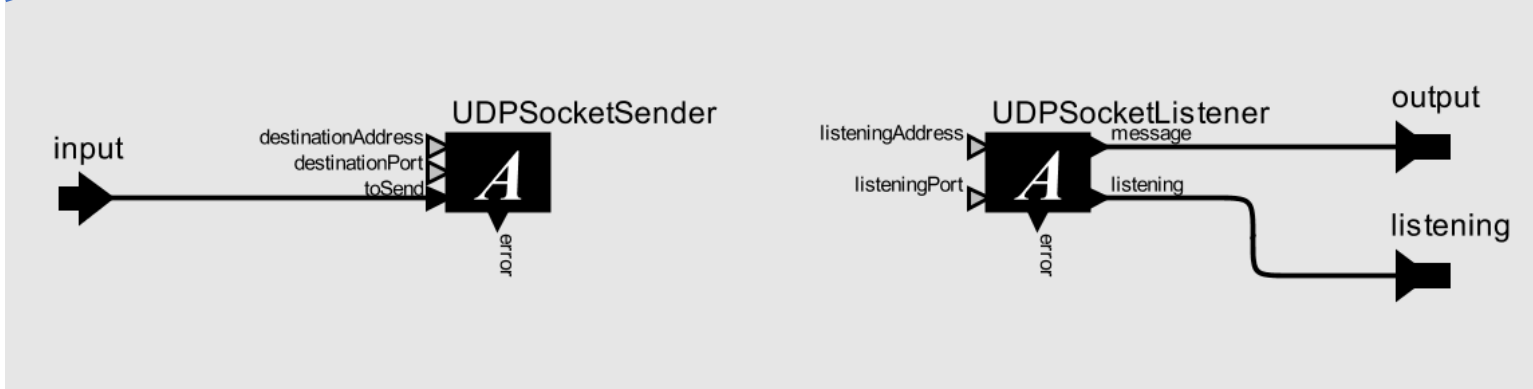 input
UDPSocketSender
destinationAddress
destinationPort
toSend
A
error
UDPSocketListener
listeningAddress
listeningPort
A
message
listening
error
output
listening